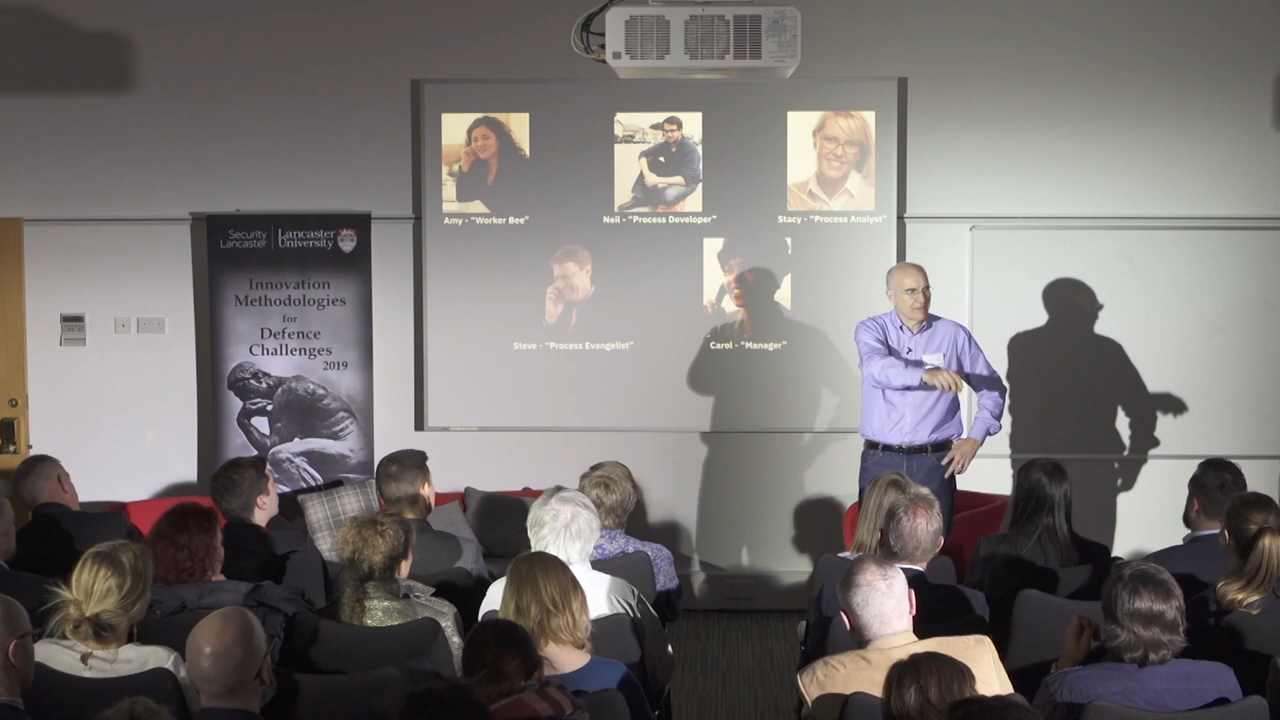 Security
Lancaster
Lancaster
University
Innovation
Methodologies
for
Defence
Challenges
2019
Amy - "Worker Bee"
Neil - "Process Developer"
Stacy - "Process Analyst"
Steve - "Process Evangelist"
Carol - "Manager"